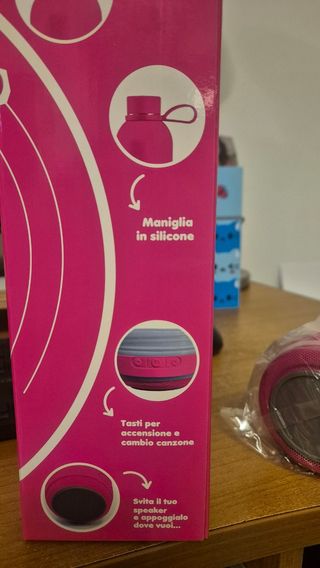 Maniglia
in silicone
Tasti per
accensione e
cambio canzone
Svita il tuo
speaker
e appoggialo
dove vuoi...